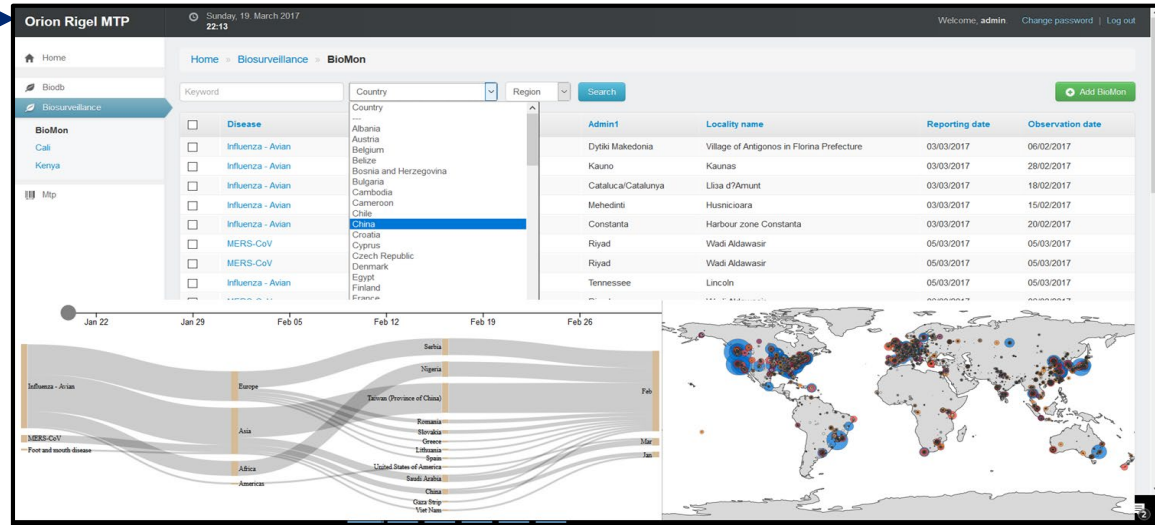 Orion Rigel MTP
Sunday, 19. March 2017
22:13
Welcome, admin Change password | Log out
Home
Biodb
Biosurveillance
BioMon
Cali
Kenya
Mtp
Home » Biosurveillance » BioMon
Keyword Country Region Search Add BioMon
Country
---
Albania
Austria
Belgium
Belize
Bosnia and Herzegovina
Bulgaria
Cambodia
Cameroon
Chile
China
Croatia
Cyprus
Czech Republic
Denmark
Egypt
Finland
France
Disease Admin1 Locality name Reporting date Observation date
Influenza - Avian Dytiki Makedonia Village of Antigonos in Florina Prefecture 03/03/2017 06/02/2017
Influenza - Avian Kauno Kaunas 03/03/2017 28/02/2017
Influenza - Avian Cataluca/Catalunya Lliia d?Amunt 03/03/2017 18/02/2017
Influenza - Avian Mehedinti Husnicioara 03/03/2017 15/02/2017
Influenza - Avian Constanta Harbour zone Constanta 03/03/2017 20/02/2017
MERS-CoV Riyad Wadi Aldawasir 05/03/2017 05/03/2017
MERS-CoV Riyad Wadi Aldawasir 05/03/2017 05/03/2017
Influenza - Avian Tennessee Lincoln 05/03/2017 05/03/2017
Jan 22 Jan 29 Feb 05 Feb 12 Feb 19 Feb 26
Influenza - Avian
MERS-CoV
Foot and mouth disease
Europe
Asia
Africa
Americas
Serbia
Nigeria
Taiwan (Province of China)
Romania
Slovakia
Greece
Lithuania
Spain
United States of America
Saudi Arabia
China
Gaza Strip
Viet Nam
Feb
Mar
Jan
2